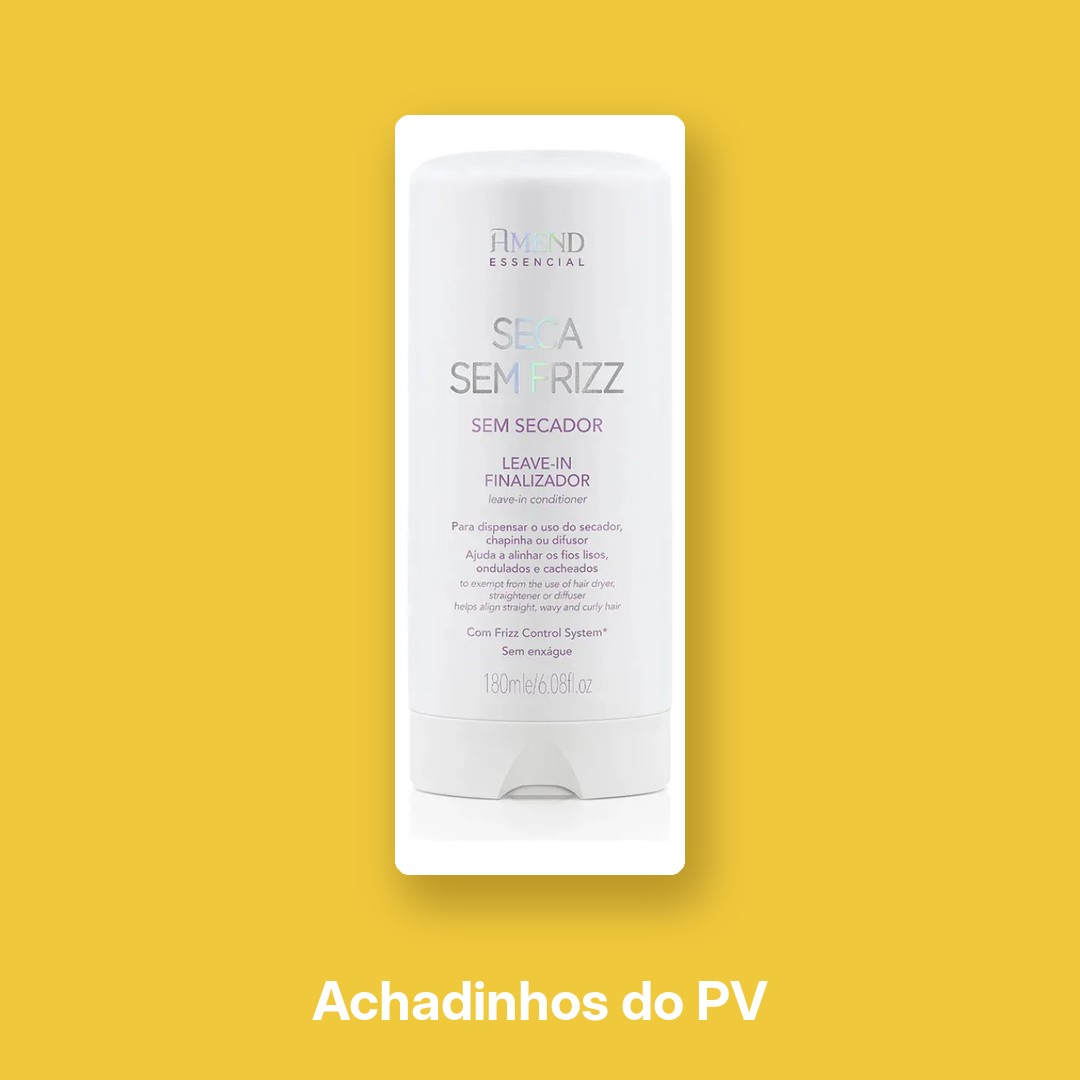 AMEND
ESSENCIAL
SECA
SEM FRIZZ
SEM SECADOR
LEAVE-IN
FINALIZADOR
leave-in conditioner
Para dispensar o uso do secador,
chapinha ou difusor
Ajuda a alinhar os fios lisos,
ondulados e cacheados
to exempt from the use of hair dryer,
straightener or diffuser
helps align straight, wavy and curly hair
Com Frizz Control System*
Sem enxágue
180mle/6.08fl.oz
Achadinhos do PV